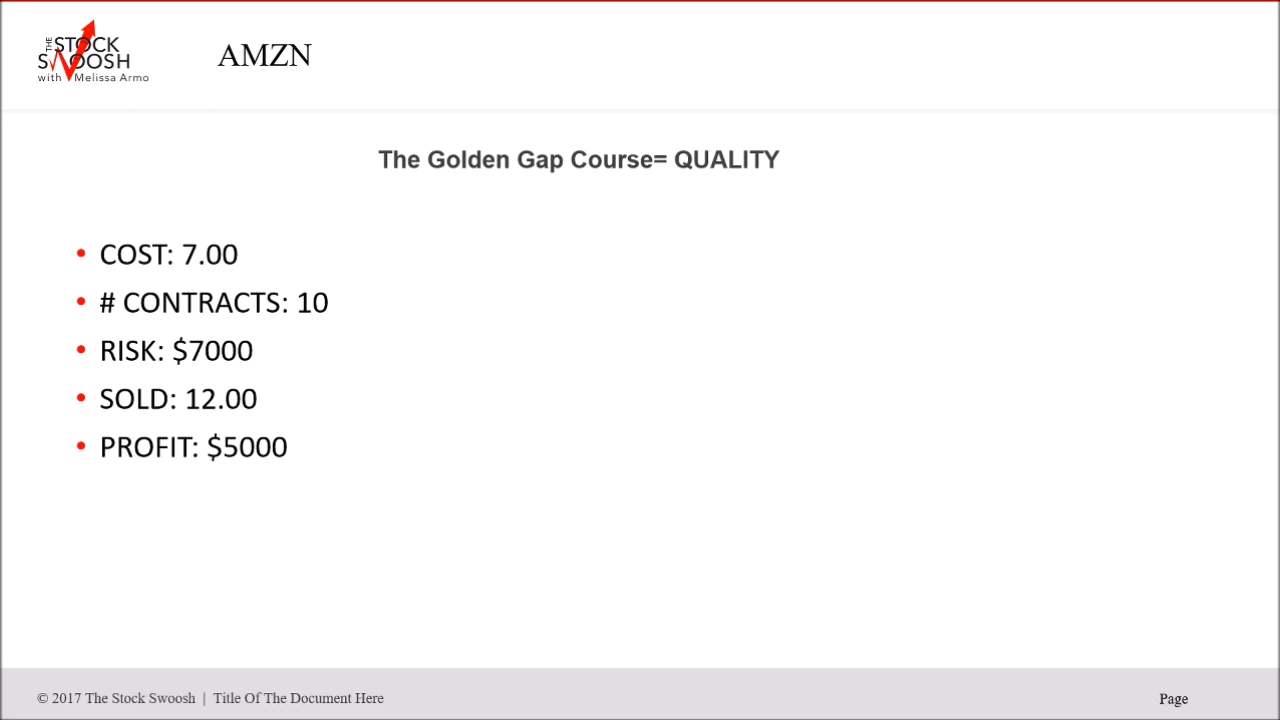 THE STOCK
SWOOSH
with Melissa Armo
AMZN
The Golden Gap Course= QUALITY
• COST: 7.00
• # CONTRACTS: 10
• RISK: $7000
• SOLD: 12.00
• PROFIT: $5000
© 2017 The Stock Swoosh | Title Of The Document Here
Page